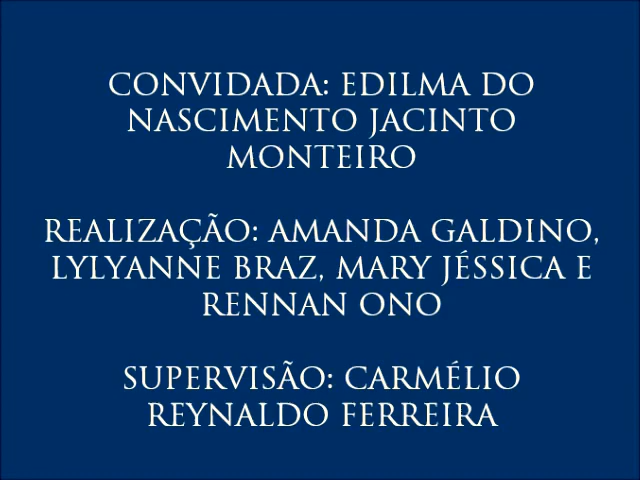 CONVIDADA: EDILMA DO
NASCIMENTO JACINTO
MONTEIRO
REALIZAÇÃO: AMANDA GALDINO,
LYLYANNE BRAZ, MARY JÉSSICA E
RENNAN ONO
SUPERVISÃO: CARMÉLIO
REYNALDO FERREIRA